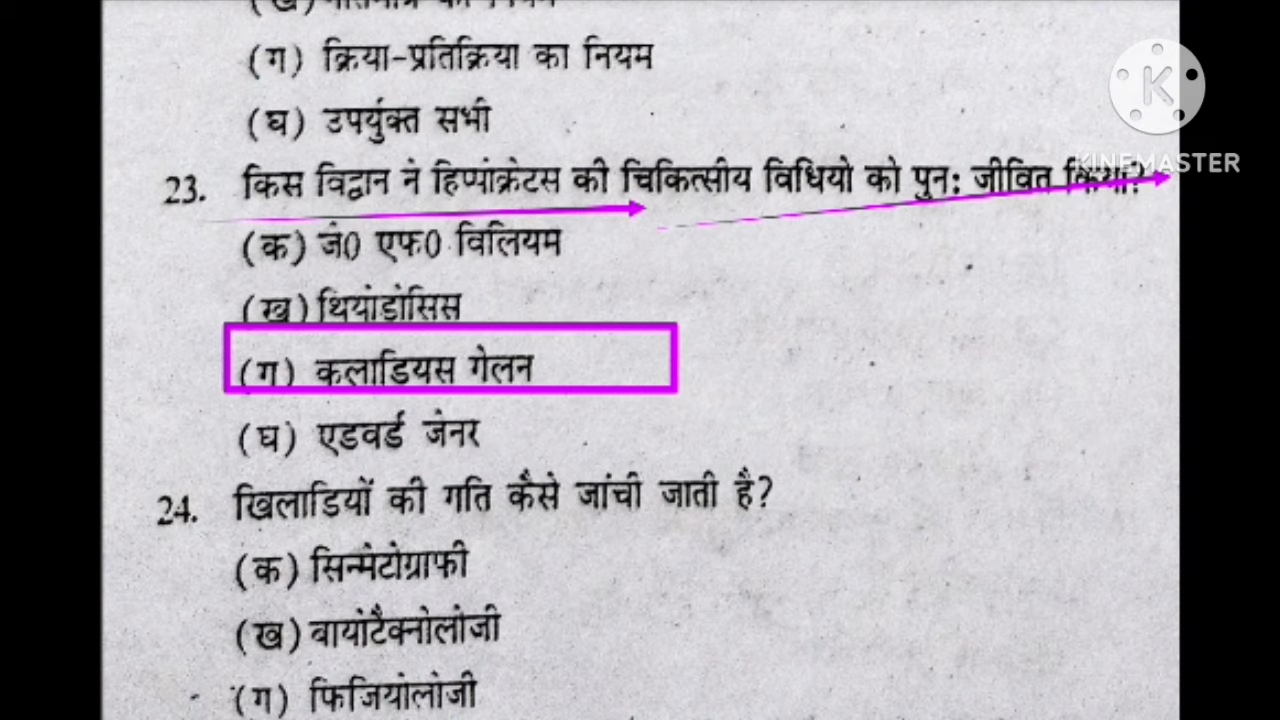 (ग) क्रिया-प्रतिक्रिया का नियम
(घ) उपर्युक्त सभी
KINEMASTER
23. किस विद्वान ने हिप्पोक्रेटस की चिकित्सीय विधियो को पुन: जीवित किया?
(क) जे0 एफ0 विलियम
(ख) थियोडोसिस
(ग) कलाडियस गेलन
(घ) एडवर्ड जेनर
24. खिलाडियों की गति कैसे जांची जाती है?
(क) सिन्मेटोग्राफी
(ख) बायोटैक्नोलोजी
(ग) फिजियोलोजी